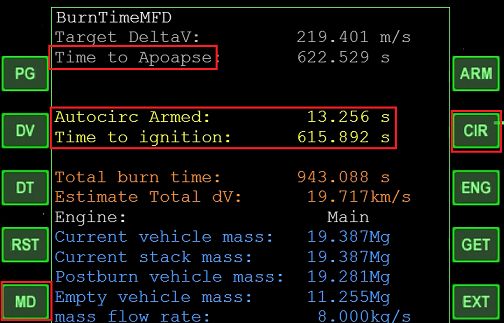 BurnTimeMFD
Target DeltaV: 219.401 m/s
Time to Apoapse: 622.529 s
PG
ARM
Autocirc Armed: 13.256 s
Time to ignition: 615.892 s
DV
CIR
Total burn time: 943.088 s
Estimate Total dV: 19.717km/s
DT
ENG
Engine: Main
Current vehicle mass: 19.387Mg
RST
GET
Current stack mass: 19.387Mg
Postburn vehicle mass: 19.281Mg
Empty vehicle mass: 11.255Mg
MD
EXT
mass flow rate: 8.000kg/s